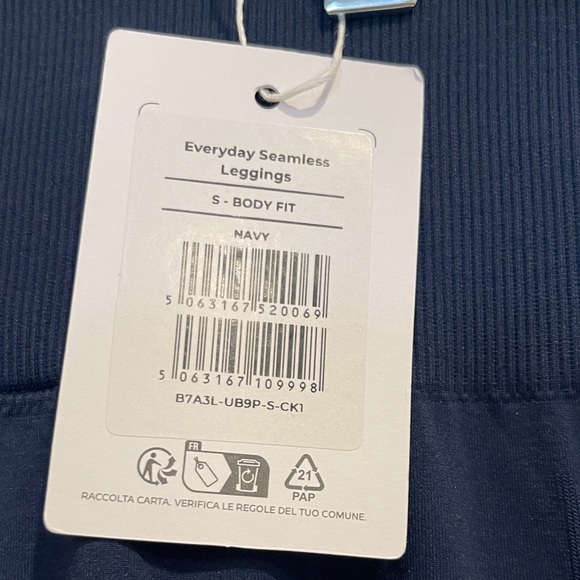 Everyday Seamless
Leggings
S - BODY FIT
NAVY
5 063167 520069
5 063167 109998
B7A3L-UB9P-S-CK1
FR
21
PAP
RACCOLTA CARTA. VERIFICA LE REGOLE DEL TUO COMUNE.